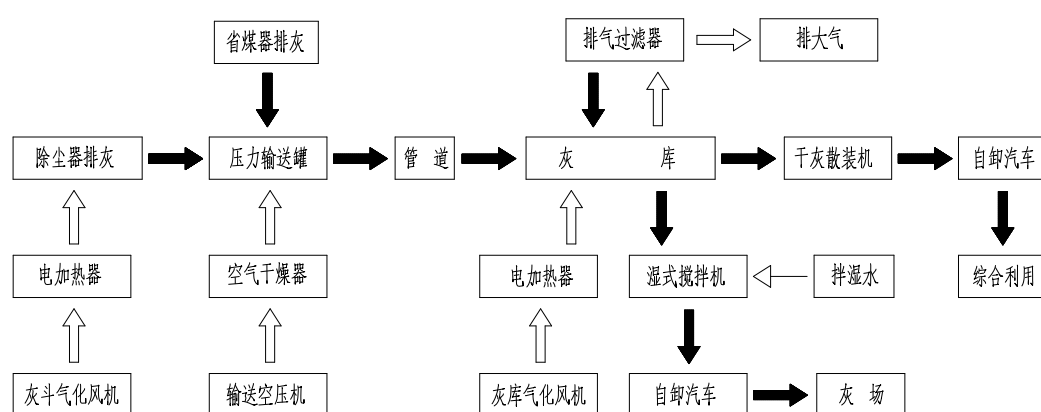 省煤器排灰
排气过滤器
排大气
除尘器排灰
压力输送罐
管 道
灰 库
干灰散装机
自卸汽车
电加热器
空气干燥器
电加热器
湿式搅拌机
拌湿水
综合利用
灰斗气化风机
输送空压机
灰库气化风机
自卸汽车
灰 场